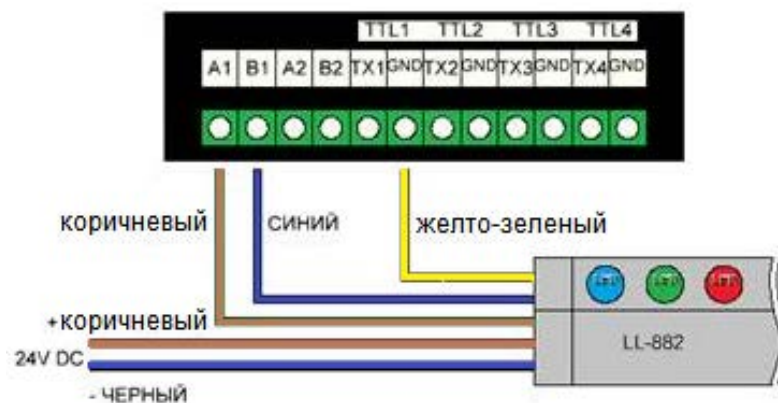 TTL1 TTL2 TTL3 TTL4
A1 B1 A2 B2 TX1 GND TX2 GND TX3 GND TX4 GND
коричневый СИНИЙ желто-зеленый
+коричневый
LL-882
24V DC
- ЧЕРНЫЙ